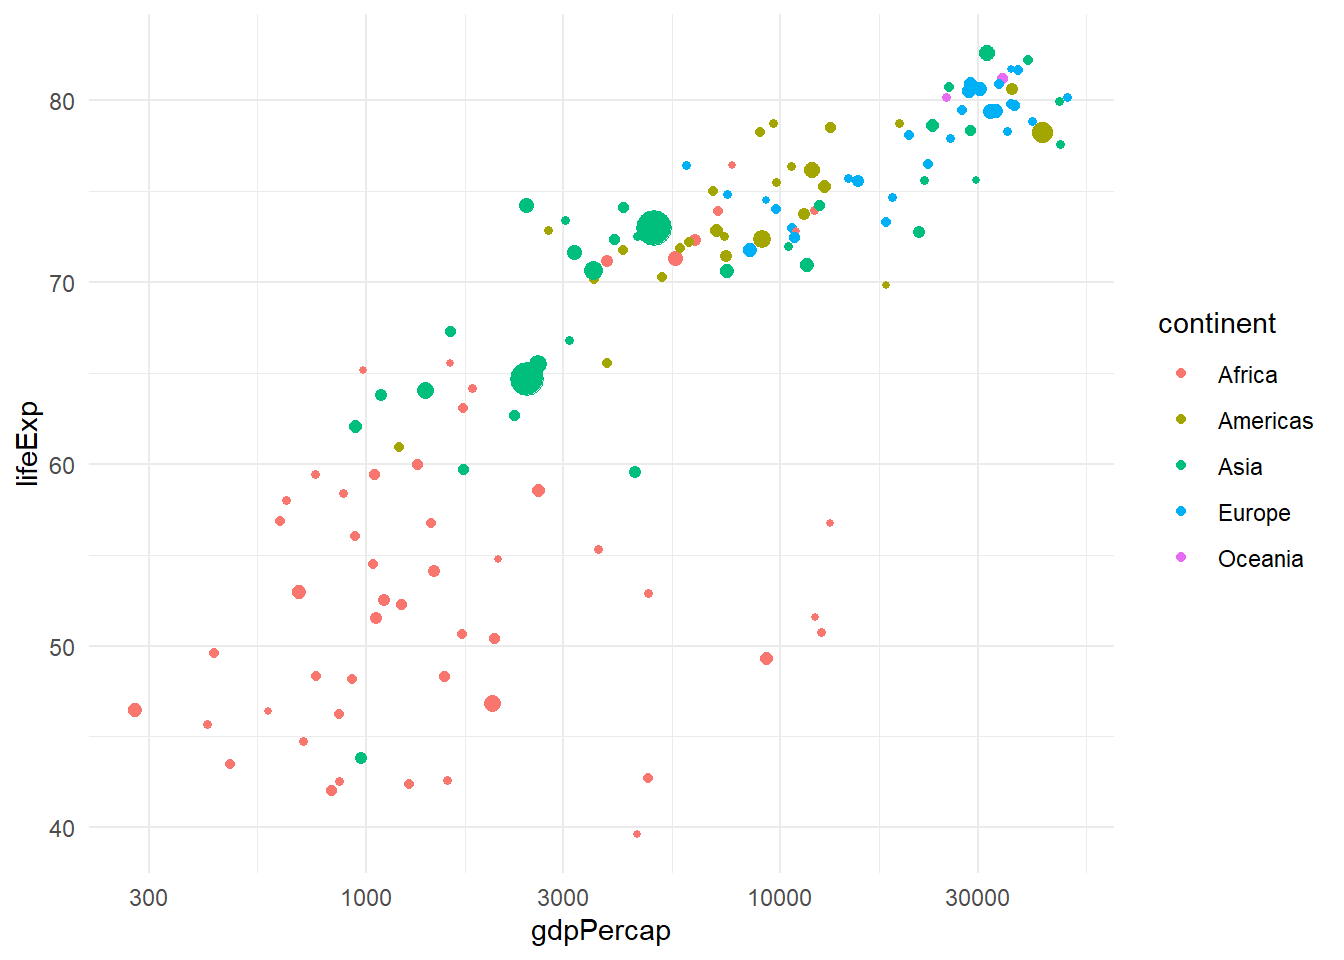 80
70
60
50
40
lifeExp
300
1000
3000
10000
30000
gdpPercap
continent
Africa
Americas
Asia
Europe
Oceania